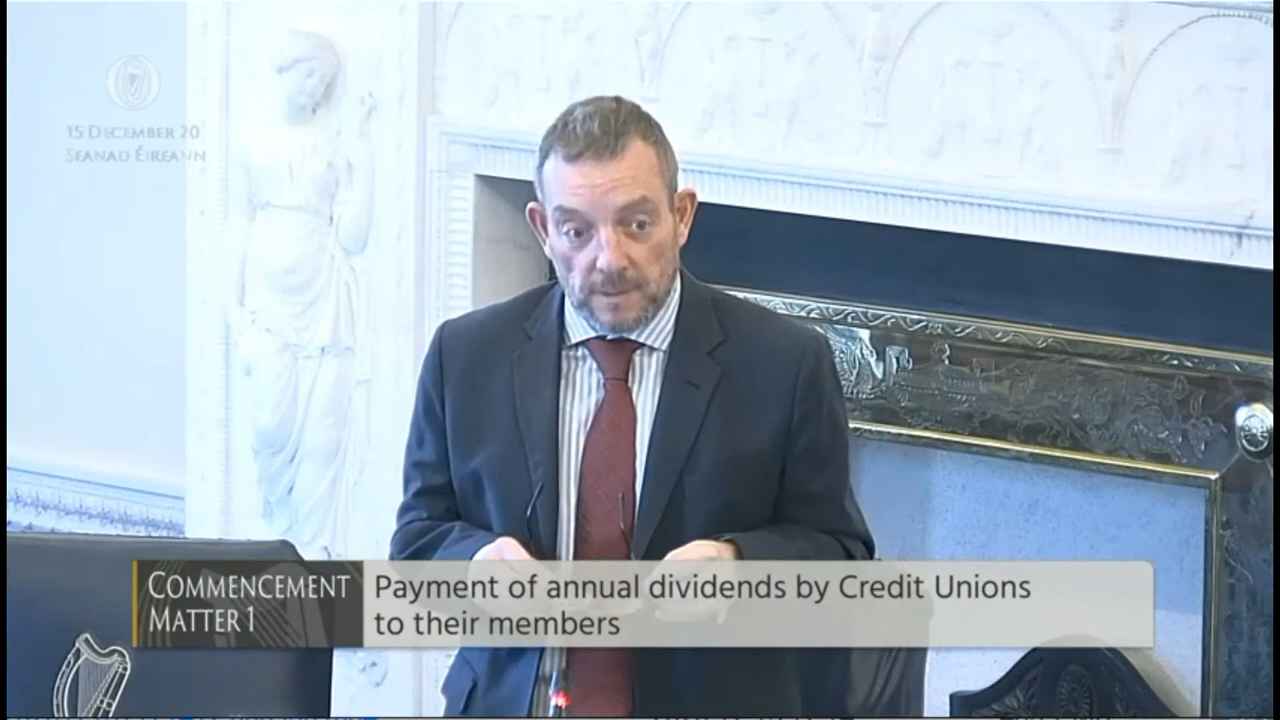 15 DECEMBER 20
SEANAD ÉIREANN
COMMENCEMENT
MATTER 1
Payment of annual dividends by Credit Unions
to their members